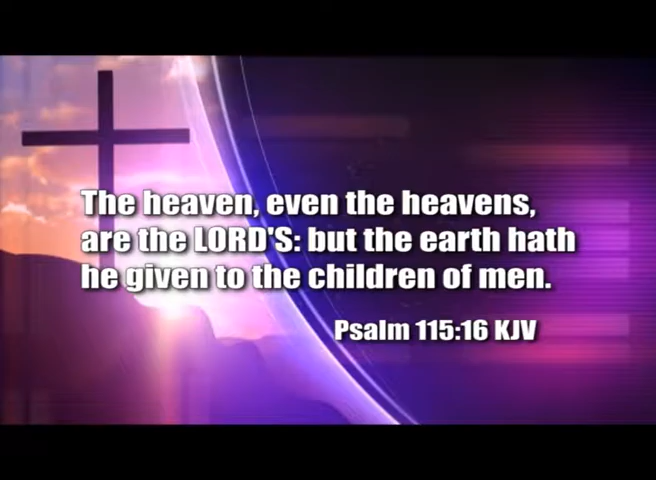 The heaven, even the heavens,
are the LORD'S: but the earth hath
he given to the children of men.
Psalm 115:16 KJV